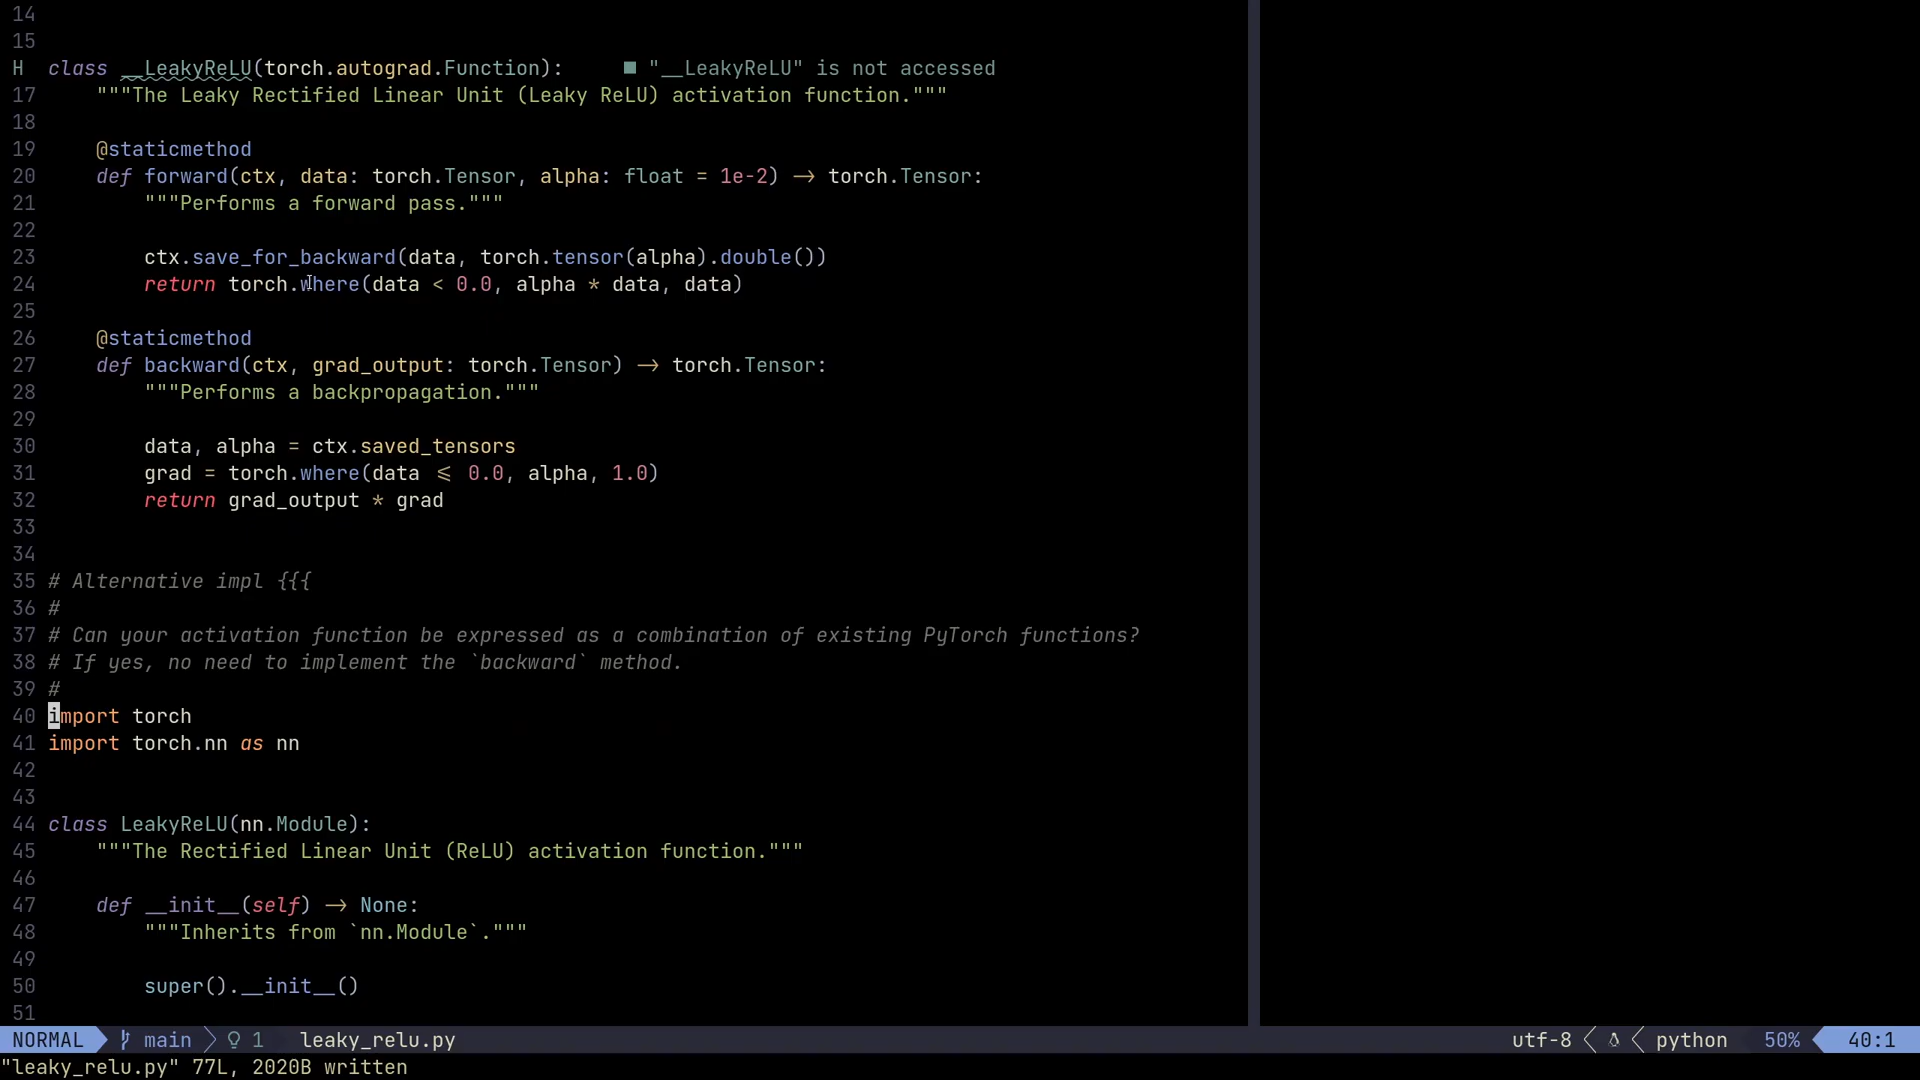 14
15
H class __LeakyReLU(torch.autograd.Function): ■ "__LeakyReLU" is not accessed
17 """The Leaky Rectified Linear Unit (Leaky ReLU) activation function."""
18
19 @staticmethod
20 def forward(ctx, data: torch.Tensor, alpha: float = 1e-2) → torch.Tensor:
21 """Performs a forward pass."""
22
23 ctx.save_for_backward(data, torch.tensor(alpha).double())
24 return torch.where(data < 0.0, alpha * data, data)
25
26 @staticmethod
27 def backward(ctx, grad_output: torch.Tensor) → torch.Tensor:
28 """Performs a backpropagation."""
29
30 data, alpha = ctx.saved_tensors
31 grad = torch.where(data ≤ 0.0, alpha, 1.0)
32 return grad_output * grad
33
34
35 # Alternative impl {{{
36 #
37 # Can your activation function be expressed as a combination of existing PyTorch functions?
38 # If yes, no need to implement the `backward` method.
39 #
40 import torch
41 import torch.nn as nn
42
43
44 class LeakyReLU(nn.Module):
45 """The Rectified Linear Unit (ReLU) activation function."""
46
47 def __init__(self) → None:
48 """Inherits from `nn.Module`."""
49
50 super().__init__()
51
NORMAL main 1 leaky_relu.py utf-8 python 50% 40:1
"leaky_relu.py" 77L, 2020B written